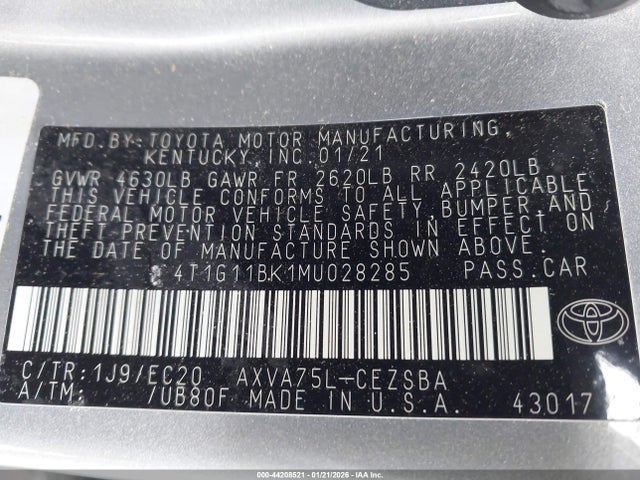 MFD.BY:TOYOTA MOTOR MANUFACTURING,
KENTUCKY, INC. 01/21
GVWR 4630LB GAWR FR 2620LB RR 2420LB
THIS VEHICLE CONFORMS TO ALL APPLICABLE
FEDERAL MOTOR VEHICLE SAFETY,BUMPER,AND
THEFT PREVENTION STANDARDS IN EFFECT ON
THE DATE OF MANUFACTURE SHOWN ABOVE.
4T1G11BK1MU028285 PASS.CAR
C/TR:1J9/EC20 AXVA75L-CEZSBA
A/TM: /UB80F MADE IN U.S.A. 43017
000-44208521 - 01/21/2026 - IAAI, Inc.